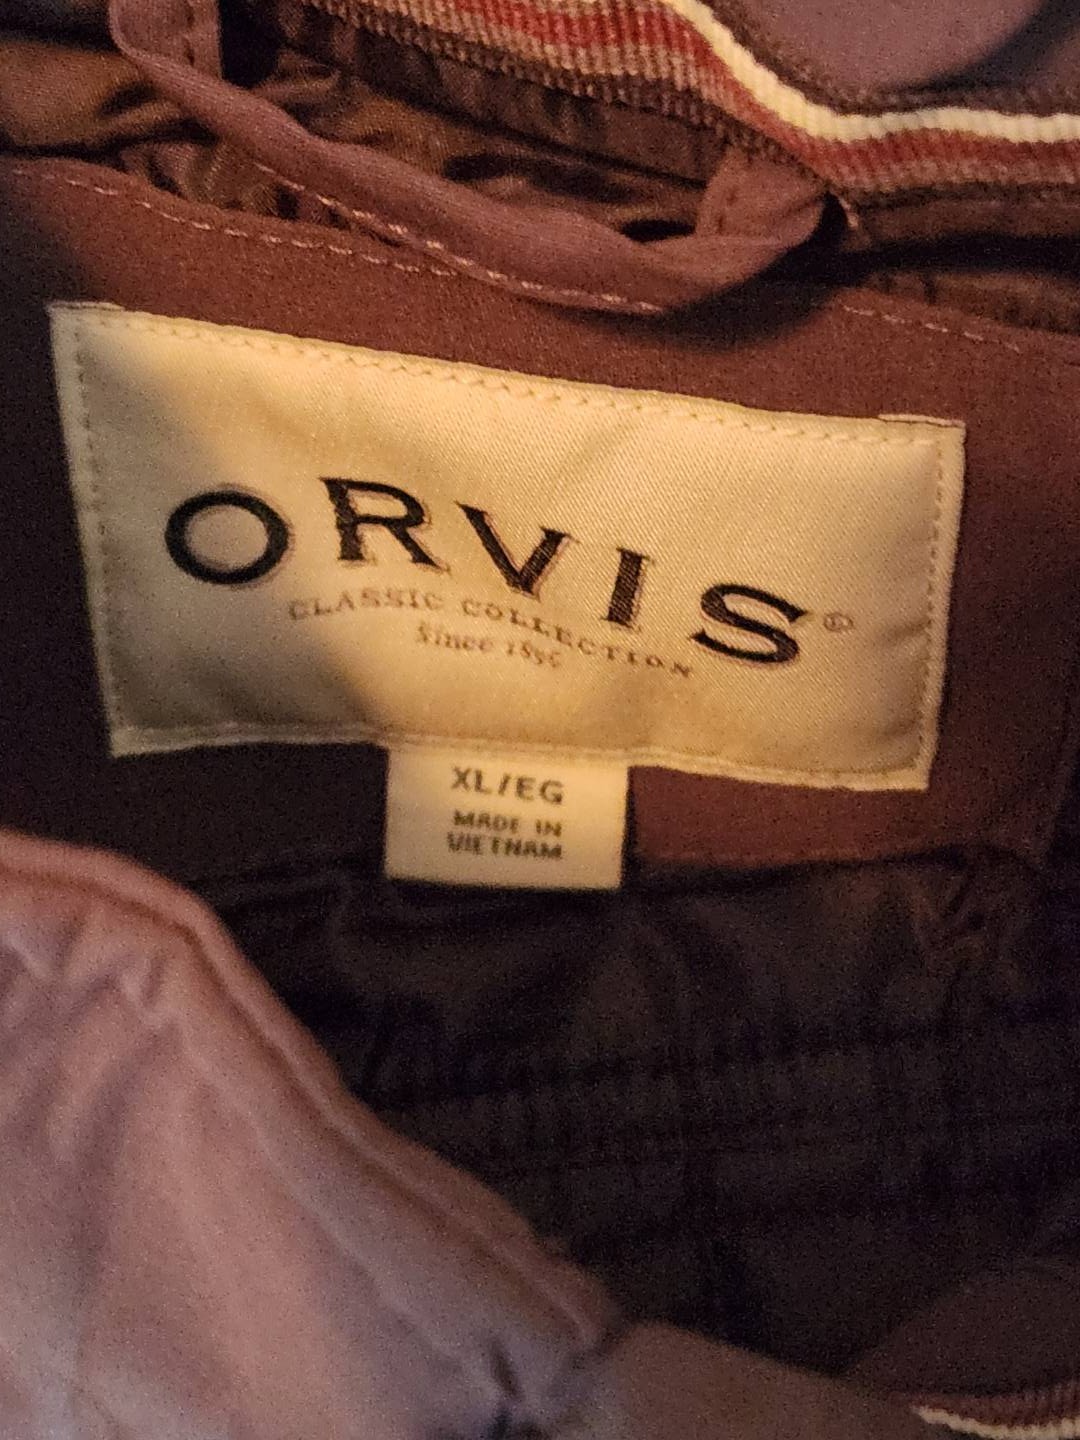 ORVIS®
CLASSIC COLLECTION
Since 1856
XL/EG
MADE IN
VIETNAM